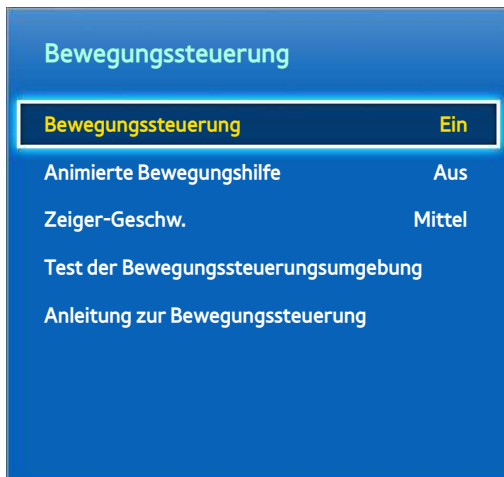 Bewegungssteuerung
Bewegungssteuerung Ein
Animierte Bewegungshilfe Aus
Zeiger-Geschw. Mittel
Test der Bewegungssteuerungsumgebung
Anleitung zur Bewegungssteuerung